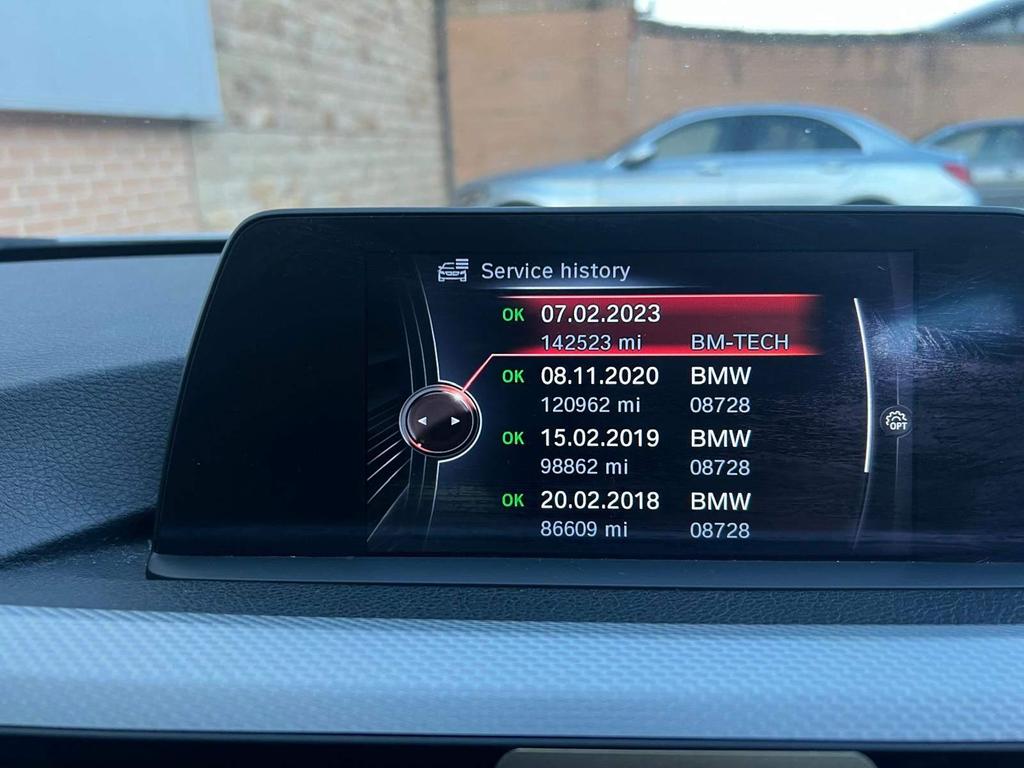 Service history
OK 07.02.2023
142523 mi BM-TECH
OK 08.11.2020 BMW
120962 mi 08728
OPT
OK 15.02.2019 BMW
98862 mi 08728
OK 20.02.2018 BMW
86609 mi 08728